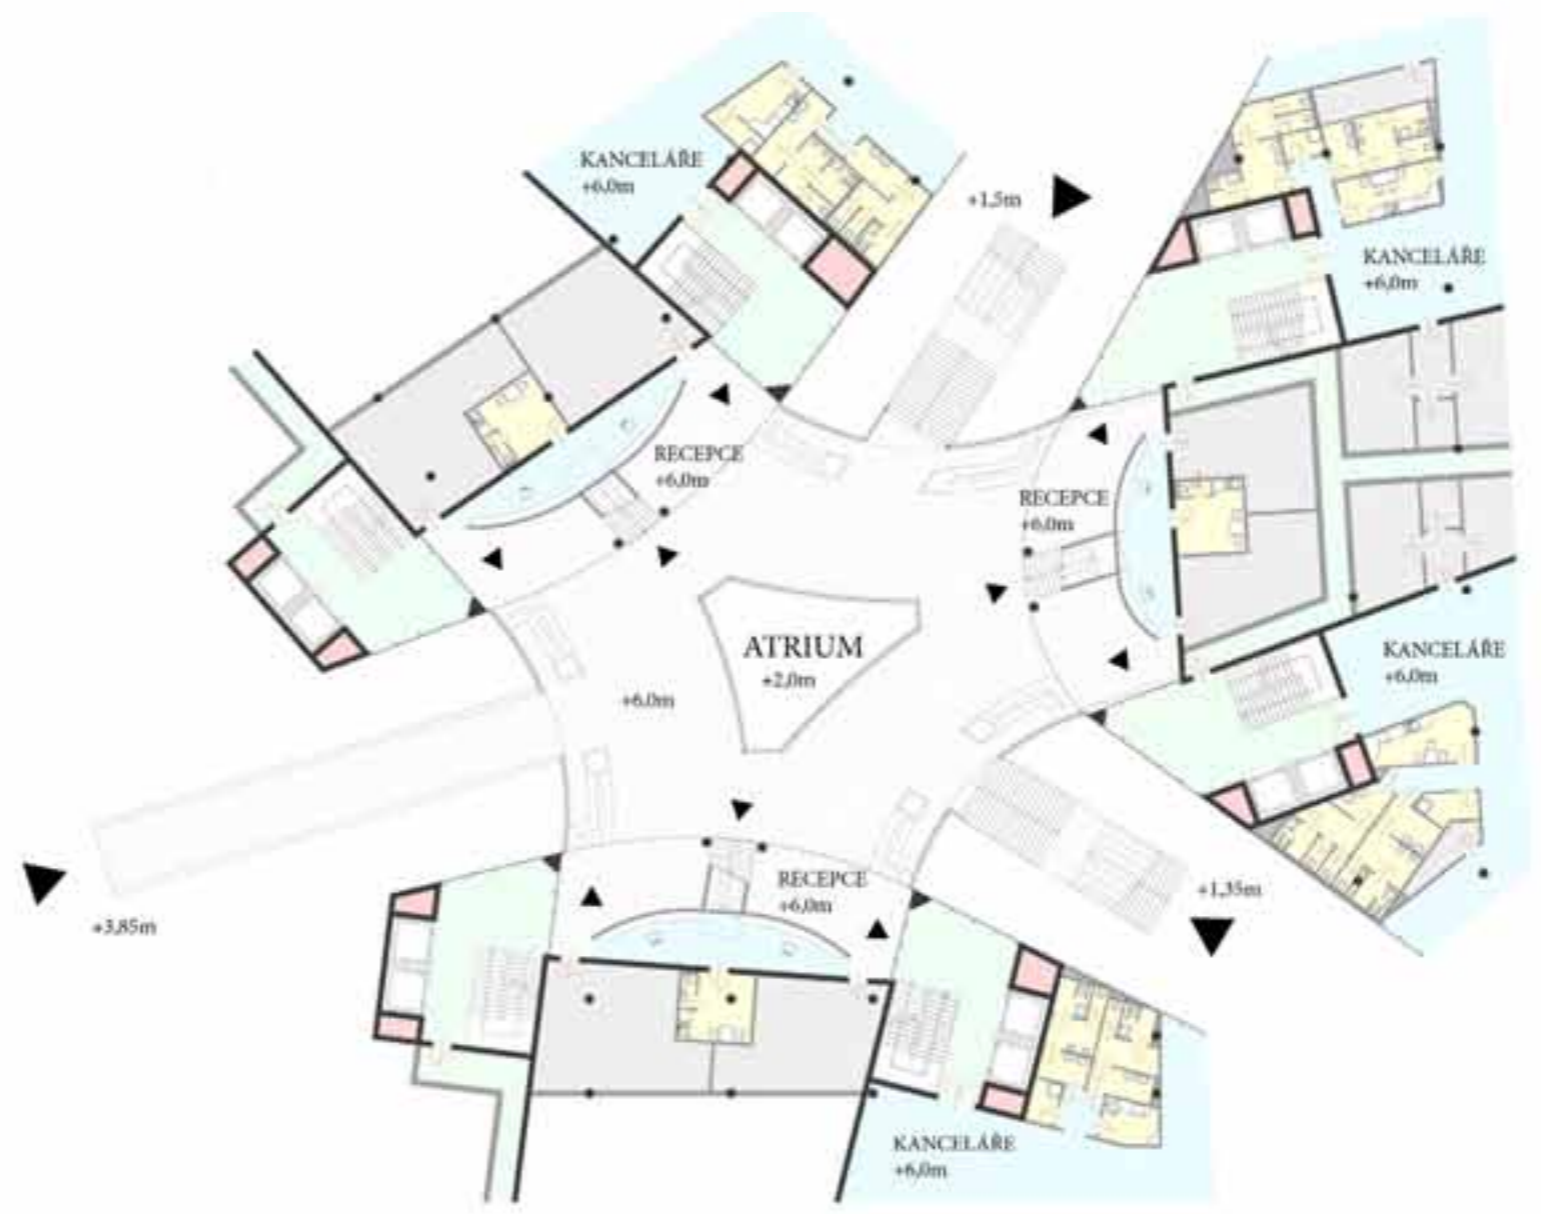 KANCELÁŘE
+6,0m
+1,5m
KANCELÁŘE
+6,0m
RECEPCE
+6,0m
RECEPCE
+6,0m
ATRIUM
+2,0m
+6,0m
KANCELÁŘE
+6,0m
RECEPCE
+6,0m
+1,35m
+3,85m
KANCELÁŘE
+6,0m